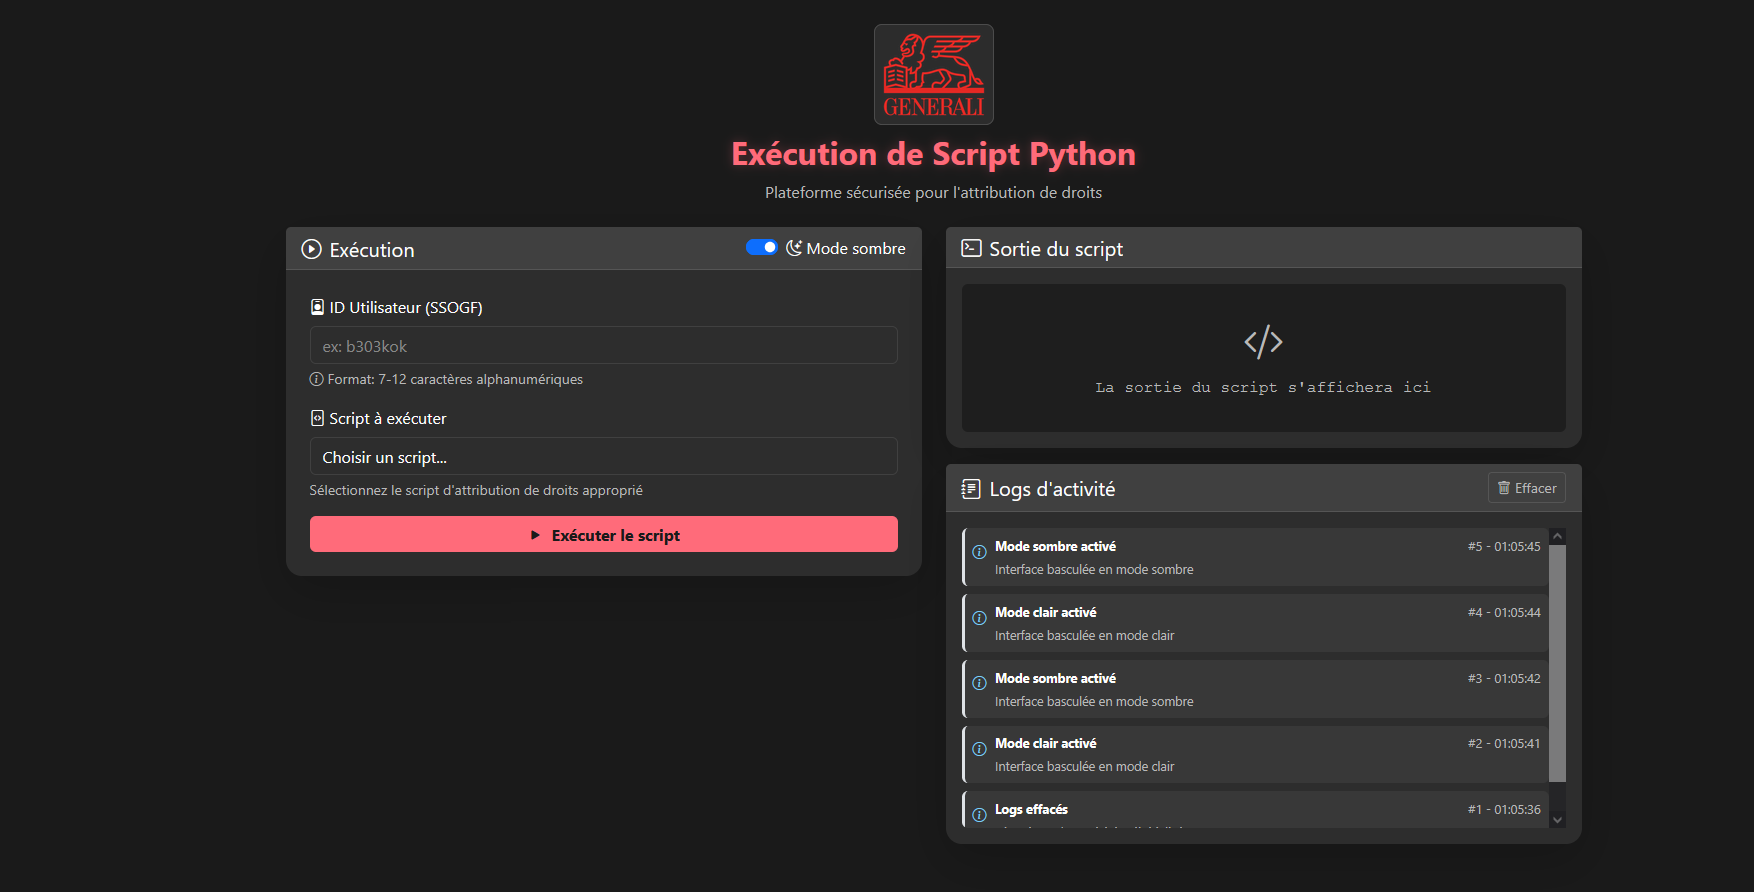 GENERALI
Exécution de Script Python
Plateforme sécurisée pour l'attribution de droits
Exécution
Mode sombre
ID Utilisateur (SSOGF)
ex: b303kok
Format: 7-12 caractères alphanumériques
Script à exécuter
Choisir un script...
Sélectionnez le script d'attribution de droits approprié
Exécuter le script
Sortie du script
</>
La sortie du script s'affichera ici
Logs d'activité
Effacer
Mode sombre activé #5 - 01:05:45
Interface basculée en mode sombre
Mode clair activé #4 - 01:05:44
Interface basculée en mode clair
Mode sombre activé #3 - 01:05:42
Interface basculée en mode sombre
Mode clair activé #2 - 01:05:41
Interface basculée en mode clair
Logs effacés #1 - 01:05:36